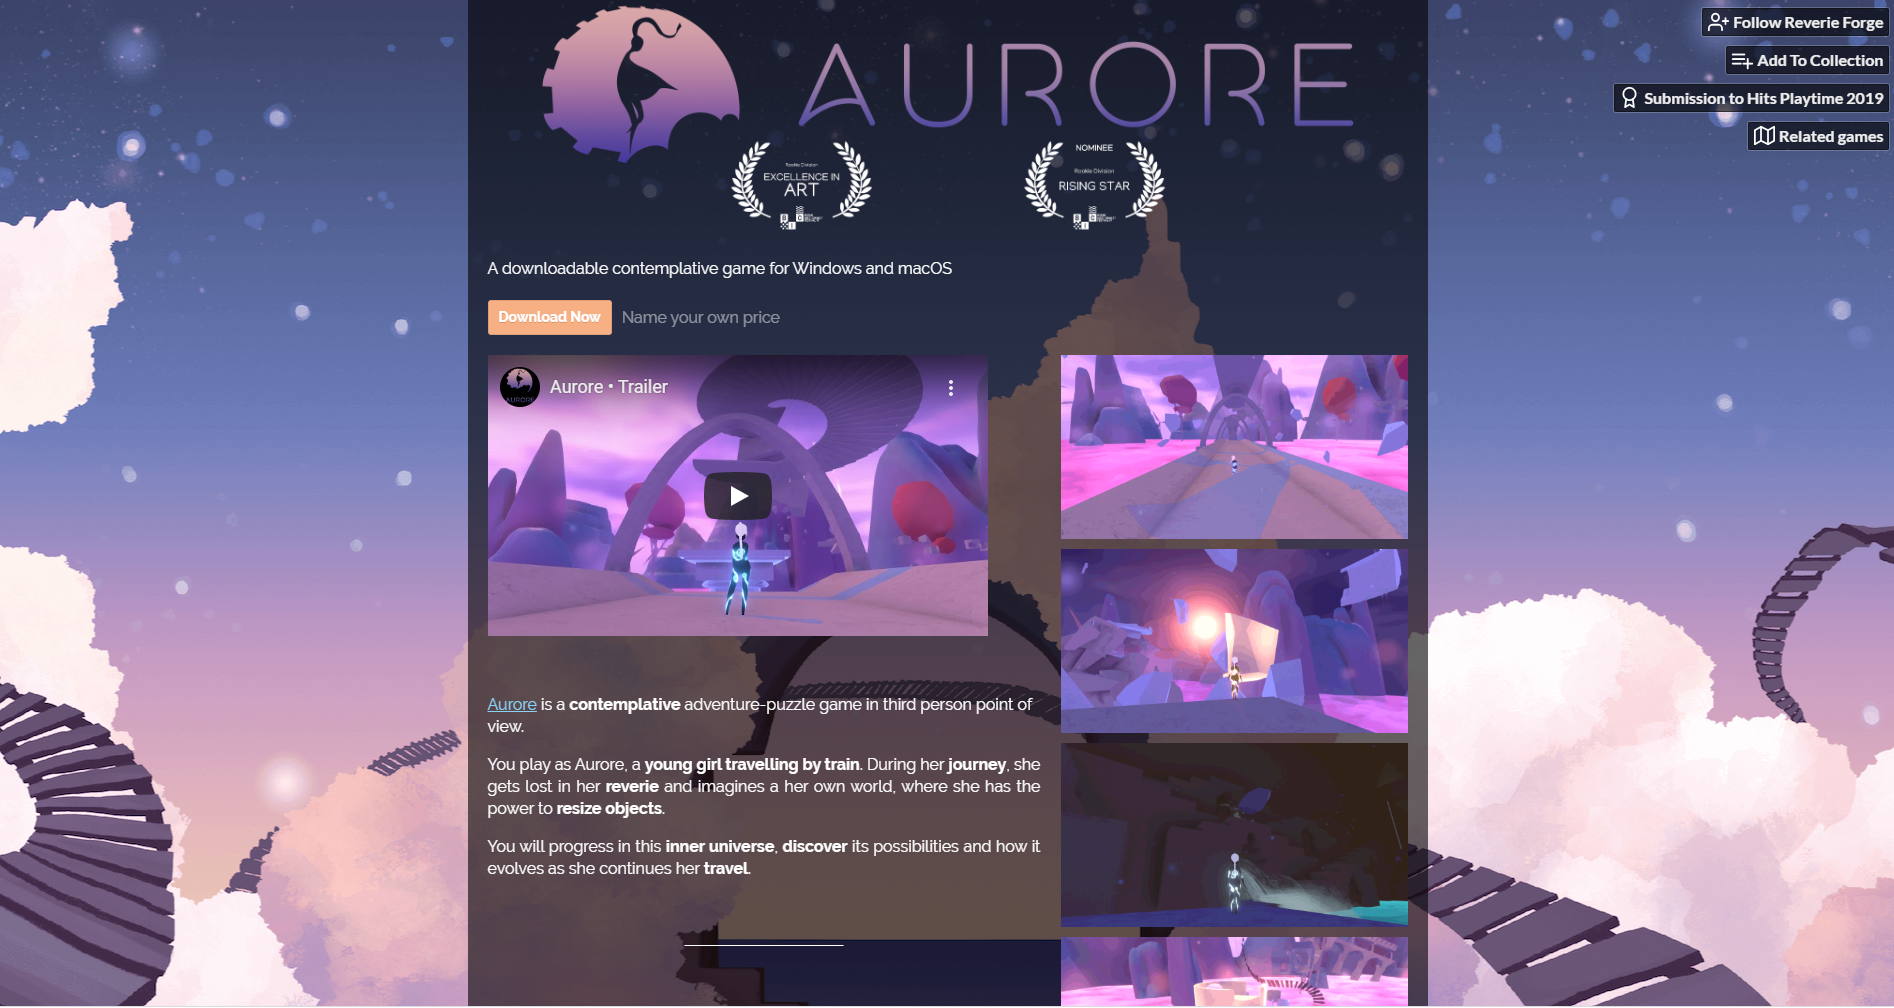 AURORE
Rookie Division
EXCELLENCE IN
ART
NOMINEE
Rookie Division
RISING STAR
Follow Reverie Forge
Add To Collection
Submission to Hits Playtime 2019
Related games
A downloadable contemplative game for Windows and macOS
Download Now Name your own price
Aurore • Trailer
AURORE
Aurore is a contemplative adventure-puzzle game in third person point of
view.
You play as Aurore, a young girl travelling by train. During her journey, she
gets lost in her reverie and imagines a her own world, where she has the
power to resize objects.
You will progress in this inner universe, discover its possibilities and how it
evolves as she continues her travel.